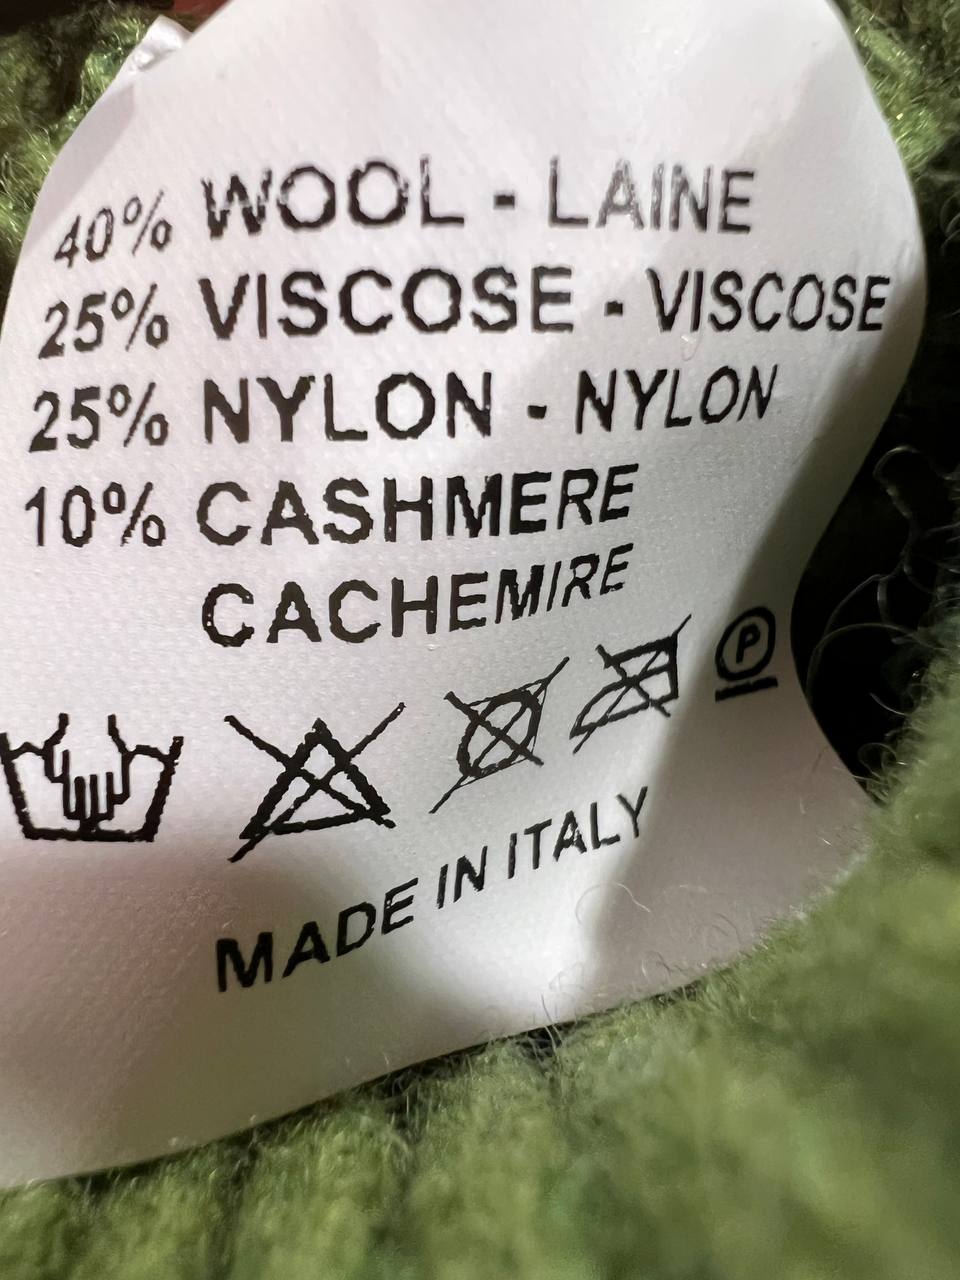 40% WOOL - LAINE
25% VISCOSE - VISCOSE
25% NYLON - NYLON
10% CASHMERE
CACHEMIRE
P
MADE IN ITALY